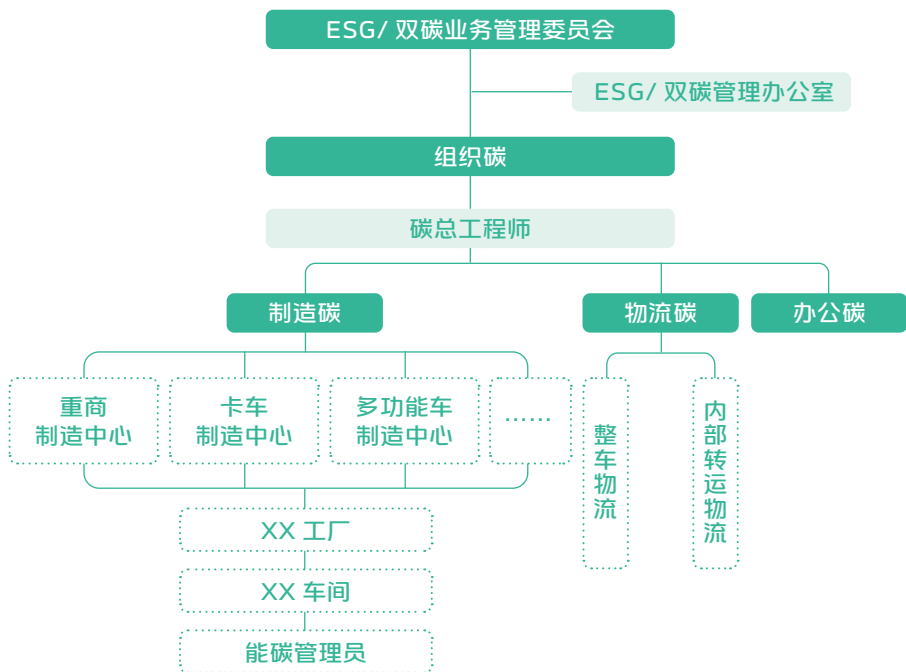 ESG/ 双碳业务管理委员会
ESG/ 双碳管理办公室
组织碳
碳总工程师
制造碳
物流碳
办公碳
重商
制造中心
卡车
制造中心
多功能车
制造中心
……
整车物流
内部转运物流
XX 工厂
XX 车间
能碳管理员